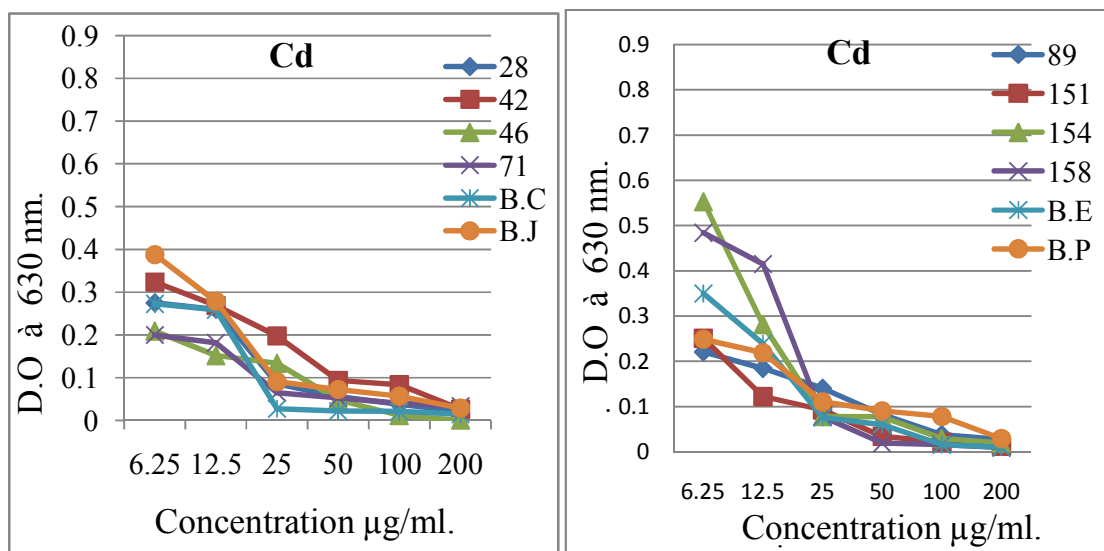 Cd
0.9
0.8
0.7
0.6
0.5
0.4
0.3
0.2
0.1
0
D.O à 630 nm.
6.25 12.5 25 50 100 200
Concentration µg/ml.
28
42
46
71
B.C
B.J
Cd
0.9
0.8
0.7
0.6
0.5
0.4
0.3
0.2
0.1
0
D.O à 630 nm.
6.25 12.5 25 50 100 200
Concentration µg/ml.
89
151
154
158
B.E
B.P